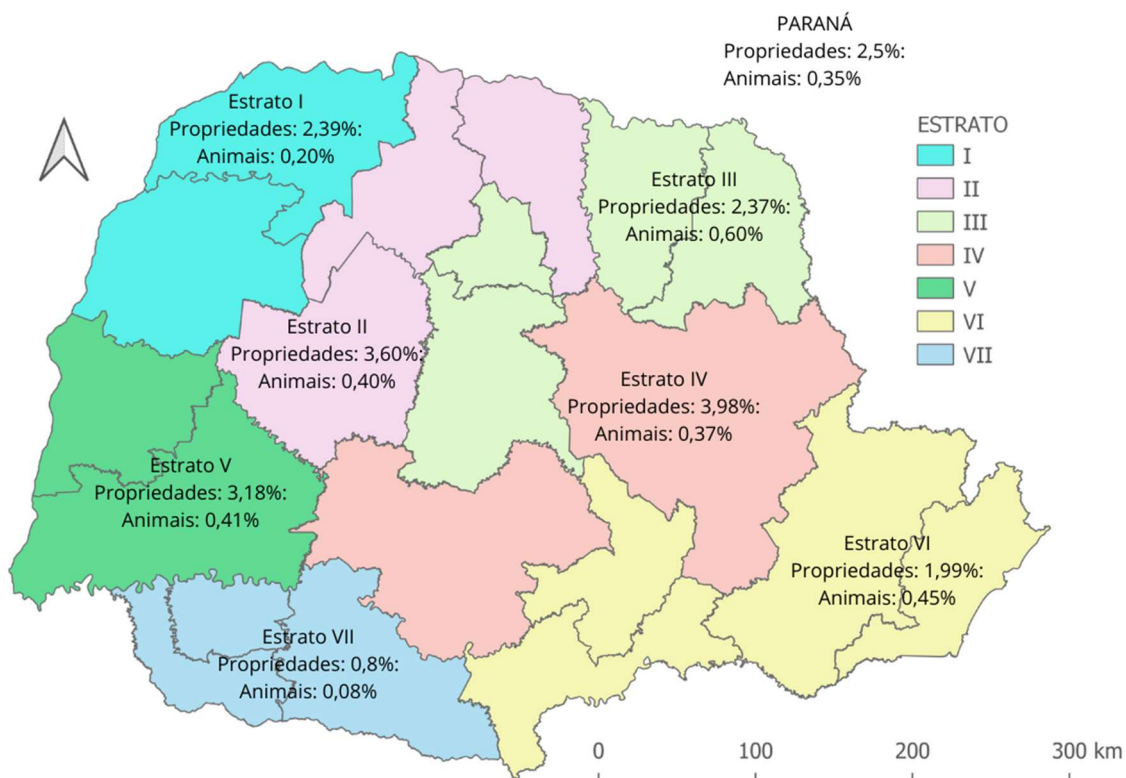 PARANÁ
Propriedades: 2,5%:
Animais: 0,35%
Estrato I
Propriedades: 2,39%:
Animais: 0,20%
ESTRATO
I
II
III
IV
V
VI
VII
Estrato III
Propriedades: 2,37%:
Animais: 0,60%
Estrato II
Propriedades: 3,60%:
Animais: 0,40%
Estrato IV
Propriedades: 3,98%:
Animais: 0,37%
Estrato V
Propriedades: 3,18%:
Animais: 0,41%
Estrato VI
Propriedades: 1,99%:
Animais: 0,45%
Estrato VII
Propriedades: 0,8%:
Animais: 0,08%
0 100 200 300 km